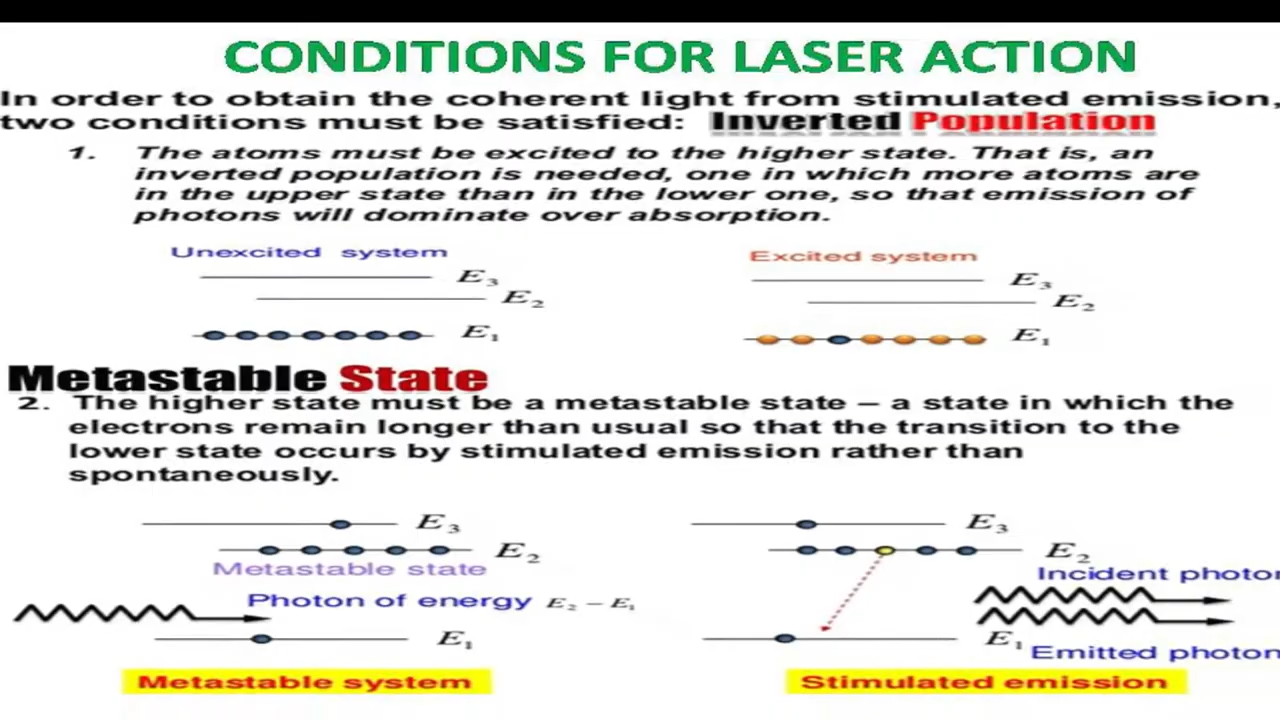 CONDITIONS FOR LASER ACTION
In order to obtain the coherent light from stimulated emission,
two conditions must be satisfied: Inverted Population
1. The atoms must be excited to the higher state. That is, an
inverted population is needed, one in which more atoms are
in the upper state than in the lower one, so that emission of
photons will dominate over absorption.
Unexcited system
E₃
E₂
E₁
Excited system
E₃
E₂
E₁
Metastable State
2. The higher state must be a metastable state – a state in which the
electrons remain longer than usual so that the transition to the
lower state occurs by stimulated emission rather than
spontaneously.
E₃
E₂
Metastable state
Photon of energy E₂ – E₁
E₁
Metastable system
E₃
E₂
Incident photon
E₁
Emitted photon
Stimulated emission